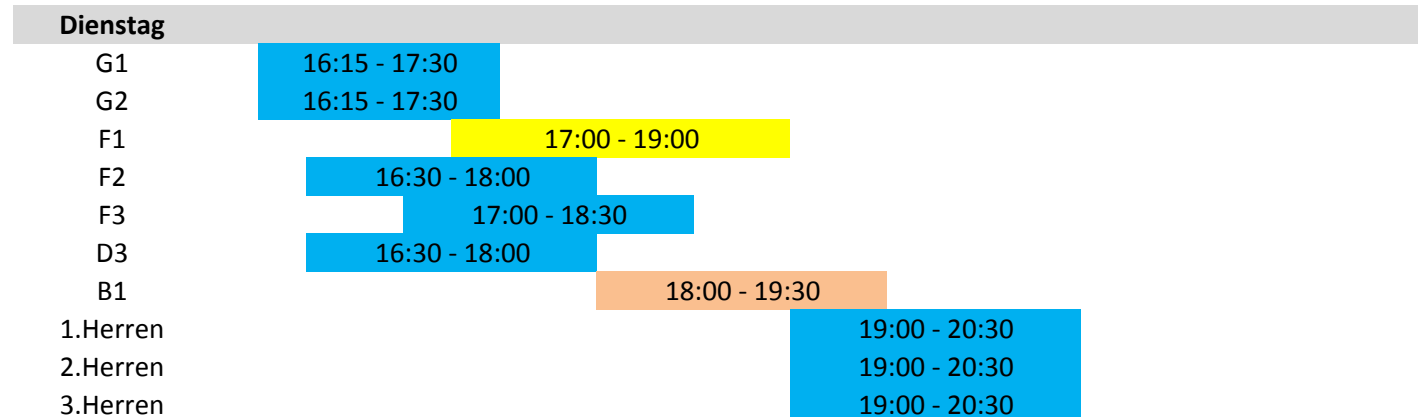 Dienstag
G1 16:15 - 17:30
G2 16:15 - 17:30
F1 17:00 - 19:00
F2 16:30 - 18:00
F3 17:00 - 18:30
D3 16:30 - 18:00
B1 18:00 - 19:30
1.Herren 19:00 - 20:30
2.Herren 19:00 - 20:30
3.Herren 19:00 - 20:30